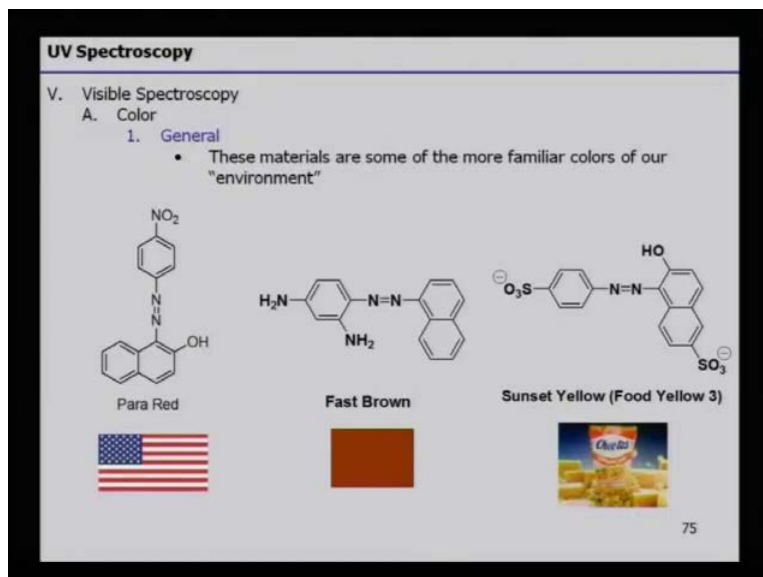 UV Spectroscopy
V. Visible Spectroscopy
A. Color
1. General
• These materials are some of the more familiar colors of our
"environment"
NO2
N
N
OH
Para Red
H2N
N=N
NH2
Fast Brown
HO
⊖O3S
N=N
SO3⊖
Sunset Yellow (Food Yellow 3)
Cheetos
75